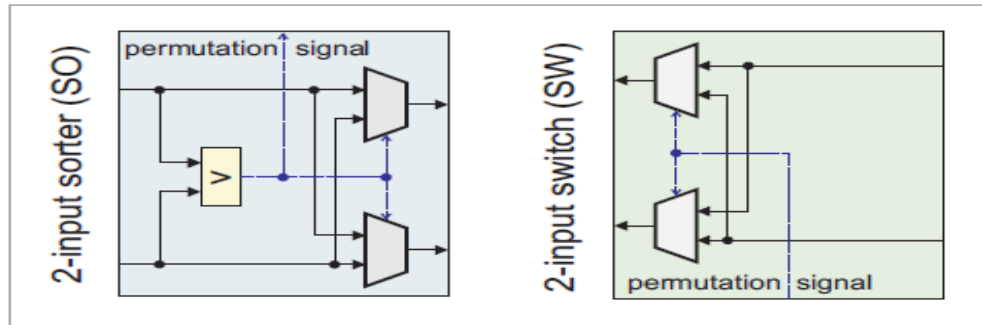 2-input sorter (SO)
permutation signal
V
2-input switch (SW)
permutation signal